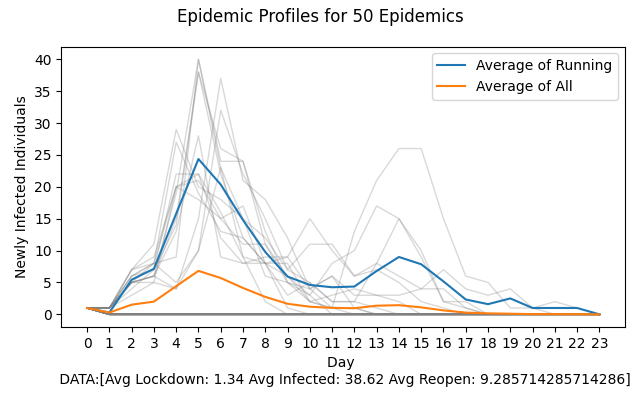 Epidemic Profiles for 50 Epidemics
Newly Infected Individuals
40
35
30
25
20
15
10
5
0
Average of Running
Average of All
0 1 2 3 4 5 6 7 8 9 10 11 12 13 14 15 16 17 18 19 20 21 22 23
Day
DATA:[Avg Lockdown: 1.34 Avg Infected: 38.62 Avg Reopen: 9.285714285714286]